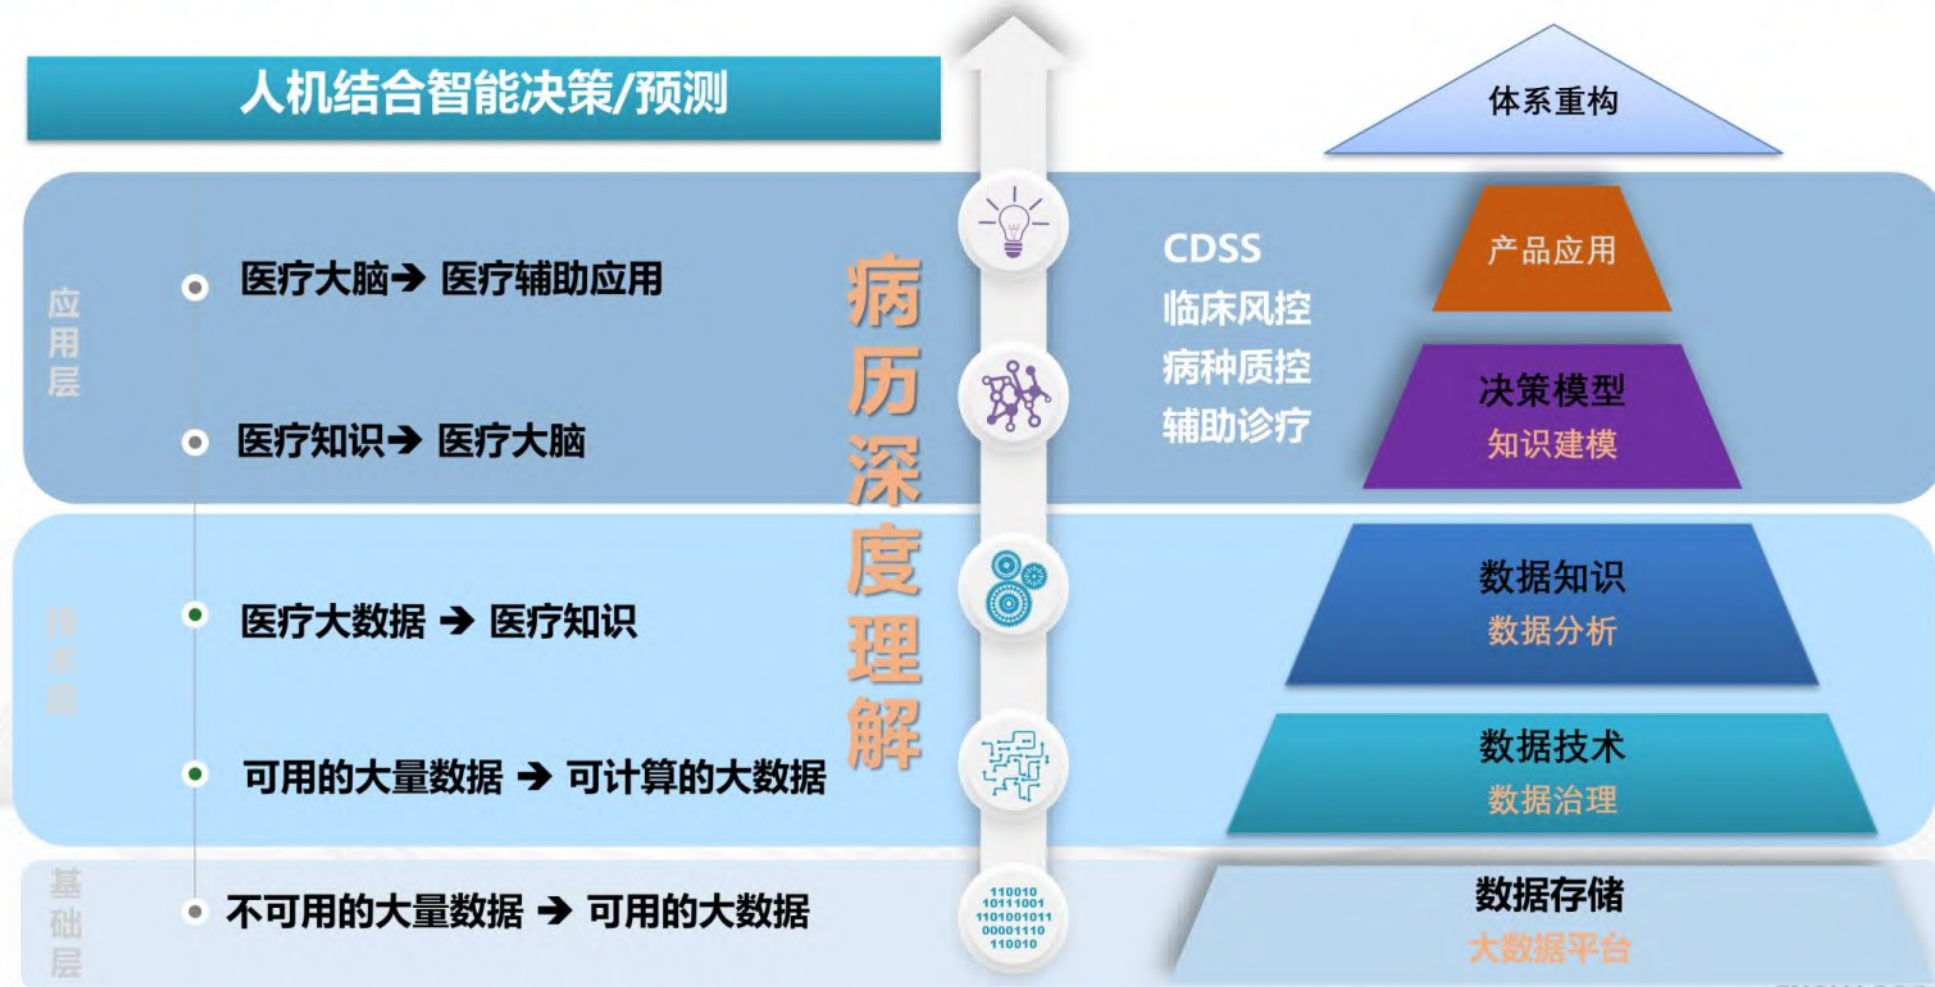 人机结合智能决策/预测
体系重构
应用层
医疗大脑➔ 医疗辅助应用
医疗知识➔ 医疗大脑
病历深度理解
CDSS
临床风控
病种质控
辅助诊疗
产品应用
决策模型
知识建模
技术层
医疗大数据 ➔ 医疗知识
可用的大量数据 ➔ 可计算的大数据
数据知识
数据分析
数据技术
数据治理
基础层
不可用的大量数据 ➔ 可用的大数据
110010
10111001
1101001011
00001110
110010
数据存储
大数据平台